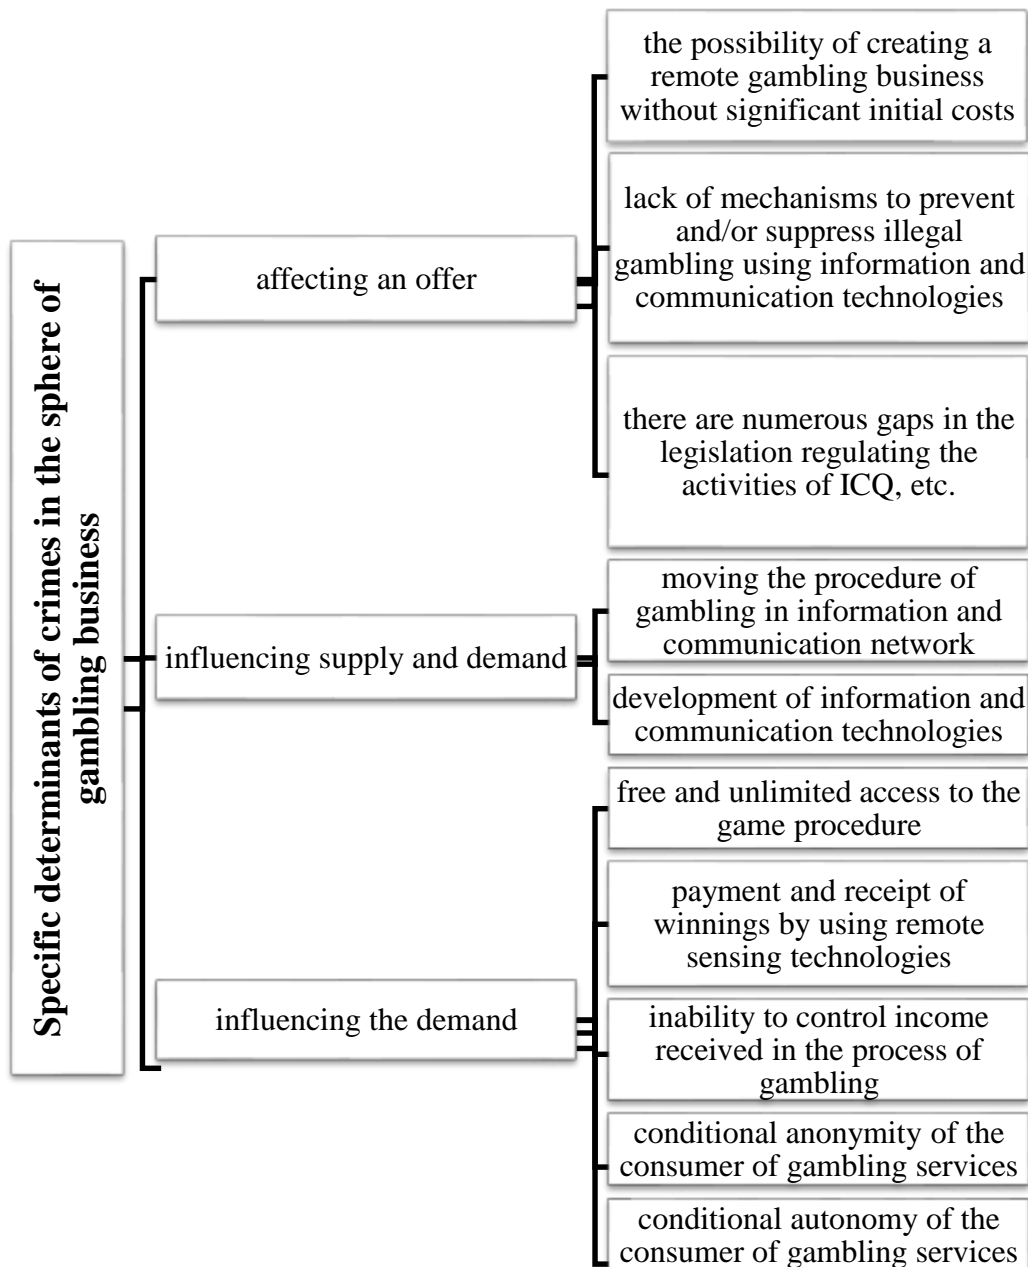 Specific determinants of crimes in the sphere of
gambling business
affecting an offer
the possibility of creating a
remote gambling business
without significant initial costs
lack of mechanisms to prevent
and/or suppress illegal
gambling using information and
communication technologies
there are numerous gaps in the
legislation regulating the
activities of ICQ, etc.
influencing supply and demand
moving the procedure of
gambling in information and
communication network
development of information and
communication technologies
influencing the demand
free and unlimited access to the
game procedure
payment and receipt of
winnings by using remote
sensing technologies
inability to control income
received in the process of
gambling
conditional anonymity of the
consumer of gambling services
conditional autonomy of the
consumer of gambling services